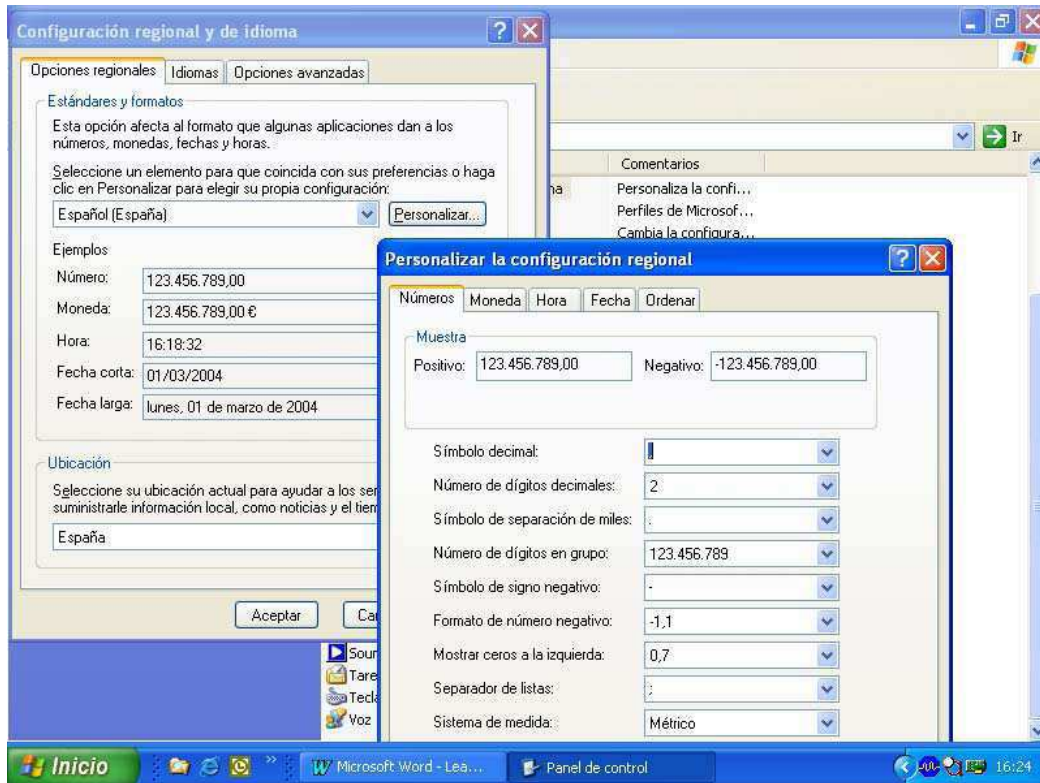 Configuración regional y de idioma
Opciones regionales Idiomas Opciones avanzadas
Estándares y formatos
Esta opción afecta al formato que algunas aplicaciones dan a los
números, monedas, fechas y horas.
Seleccione un elemento para que coincida con sus preferencias o haga
clic en Personalizar para elegir su propia configuración:
Español (España) Personalizar...
Ejemplos
Número: 123.456.789,00
Moneda: 123.456.789,00 €
Hora: 16:18:32
Fecha corta: 01/03/2004
Fecha larga: lunes, 01 de marzo de 2004
Ubicación
Seleccione su ubicación actual para ayudar a los ser
suministrarle información local, como noticias y el tiem
España
Aceptar Ca
Ir
Comentarios
na Personaliza la confi...
Perfiles de Microsof...
Cambia la configura...
Personalizar la configuración regional
Números Moneda Hora Fecha Ordenar
Muestra
Positivo: 123.456.789,00 Negativo: -123.456.789,00
Símbolo decimal: ,
Número de dígitos decimales: 2
Símbolo de separación de miles: .
Número de dígitos en grupo: 123.456.789
Símbolo de signo negativo: -
Formato de número negativo: -1,1
Mostrar ceros a la izquierda: 0,7
Separador de listas: ;
Sistema de medida: Métrico
Sour
Tare
Tecla
Voz
Inicio » Microsoft Word - Lea... Panel de control 16:24